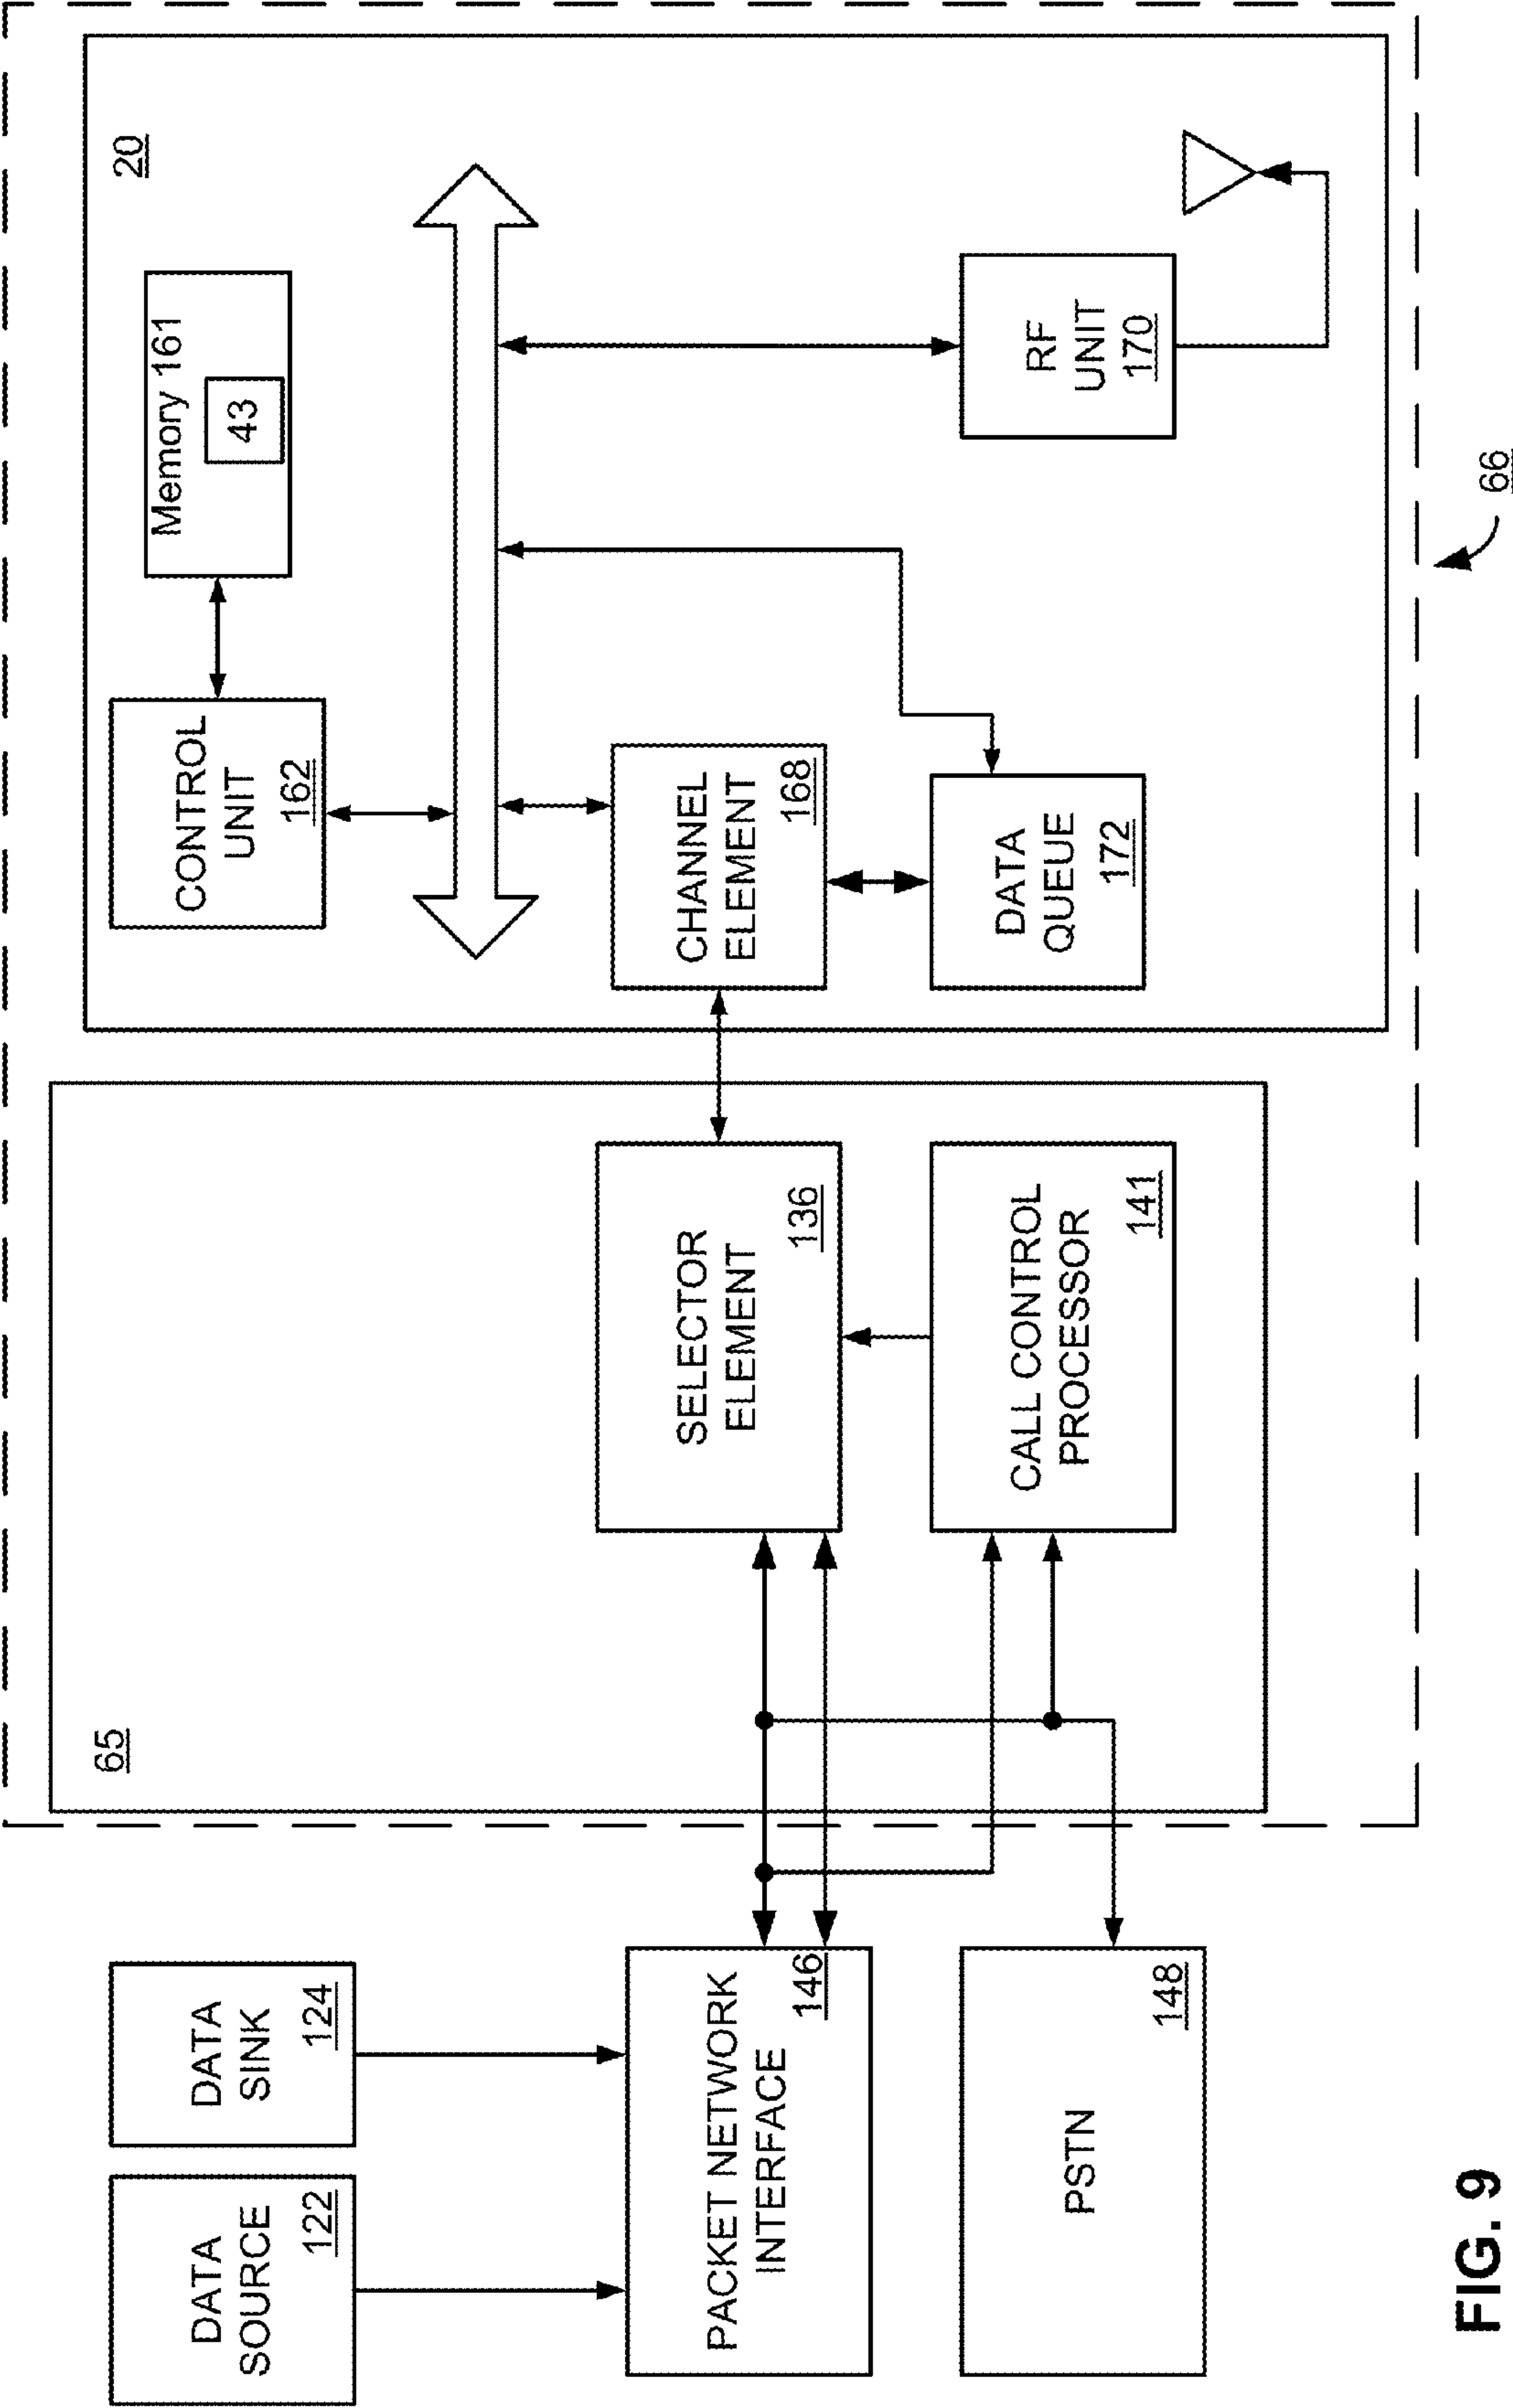 DATA
SOURCE
122
DATA
SINK
124
PACKET NETWORK
INTERFACE
146
PSTN
148
65
SELECTOR
ELEMENT
136
CALL CONTROL
PROCESSOR
141
20
CONTROL
UNIT
162
Memory 161
43
CHANNEL
ELEMENT
168
DATA
QUEUE
172
RF
UNIT
170
66
FIG. 9